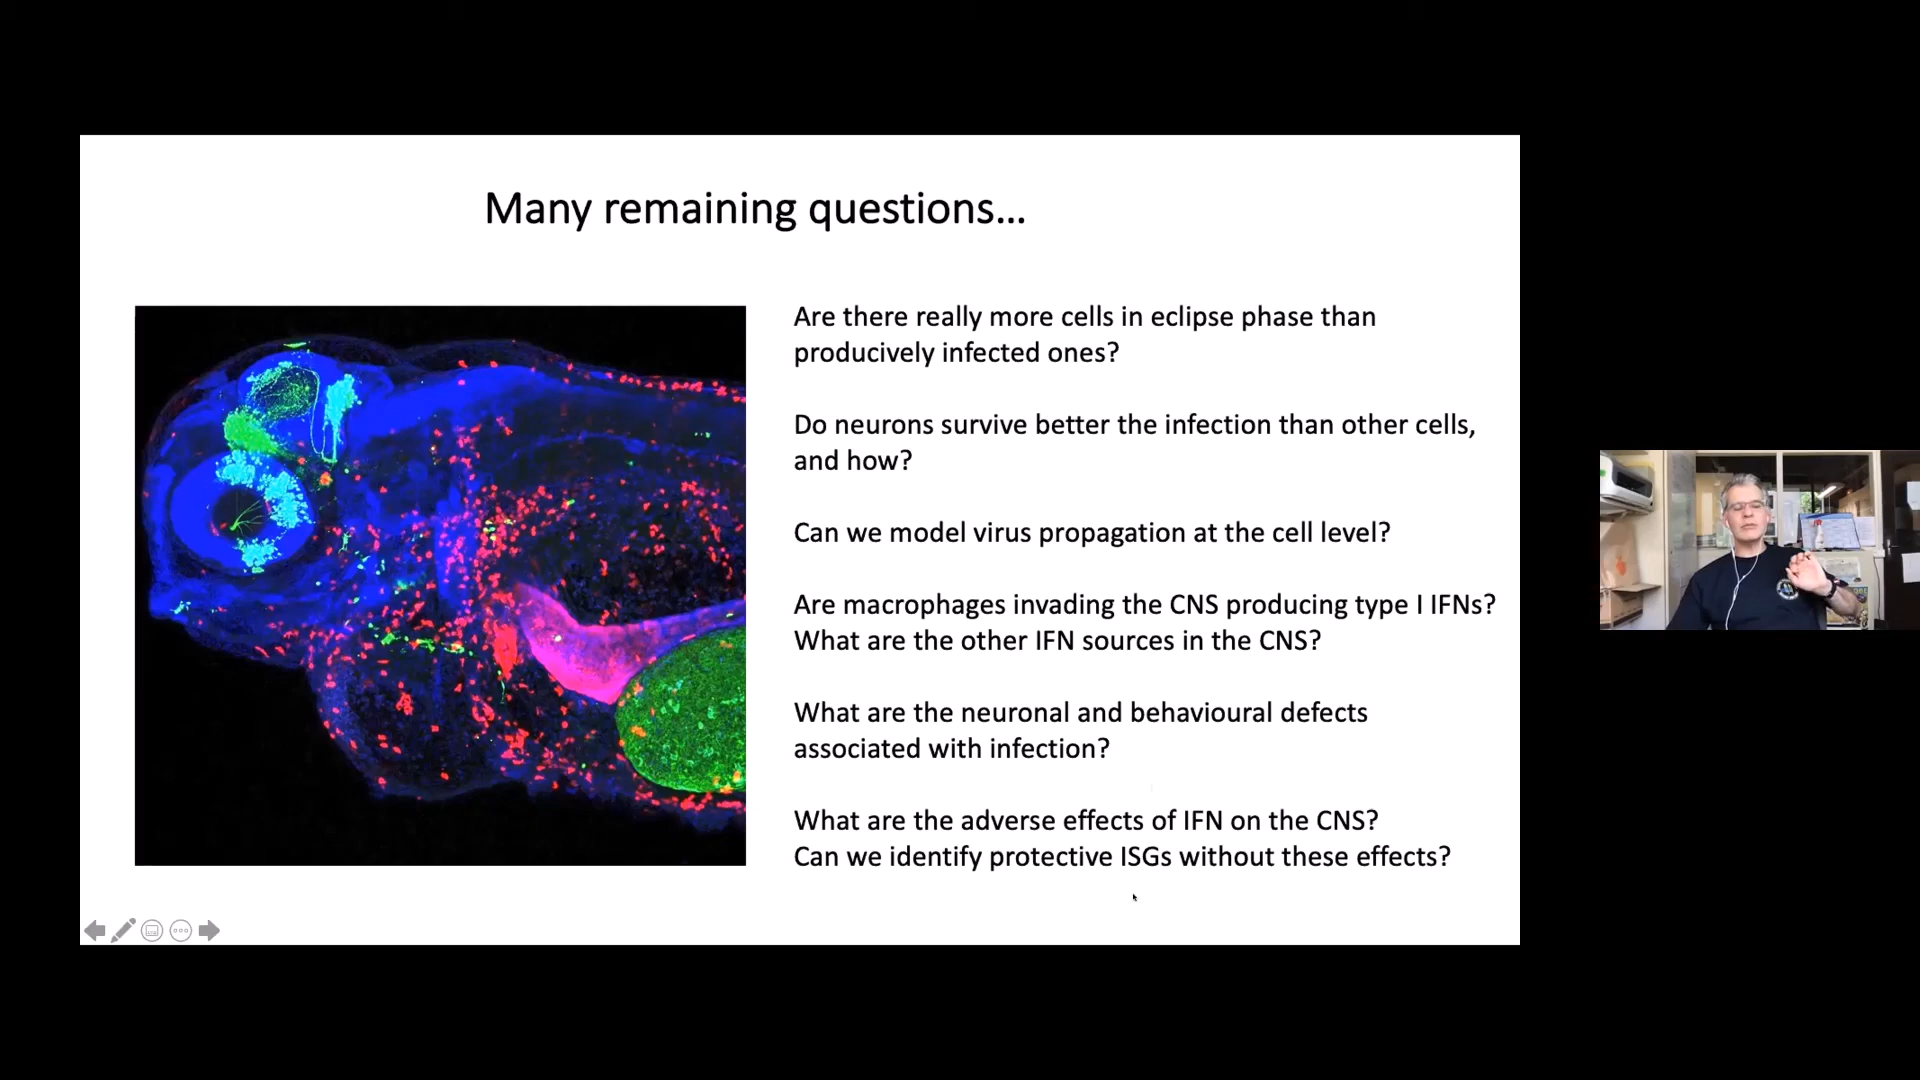 Many remaining questions...
Are there really more cells in eclipse phase than
producively infected ones?
Do neurons survive better the infection than other cells,
and how?
Can we model virus propagation at the cell level?
Are macrophages invading the CNS producing type I IFNs?
What are the other IFN sources in the CNS?
What are the neuronal and behavioural defects
associated with infection?
What are the adverse effects of IFN on the CNS?
Can we identify protective ISGs without these effects?